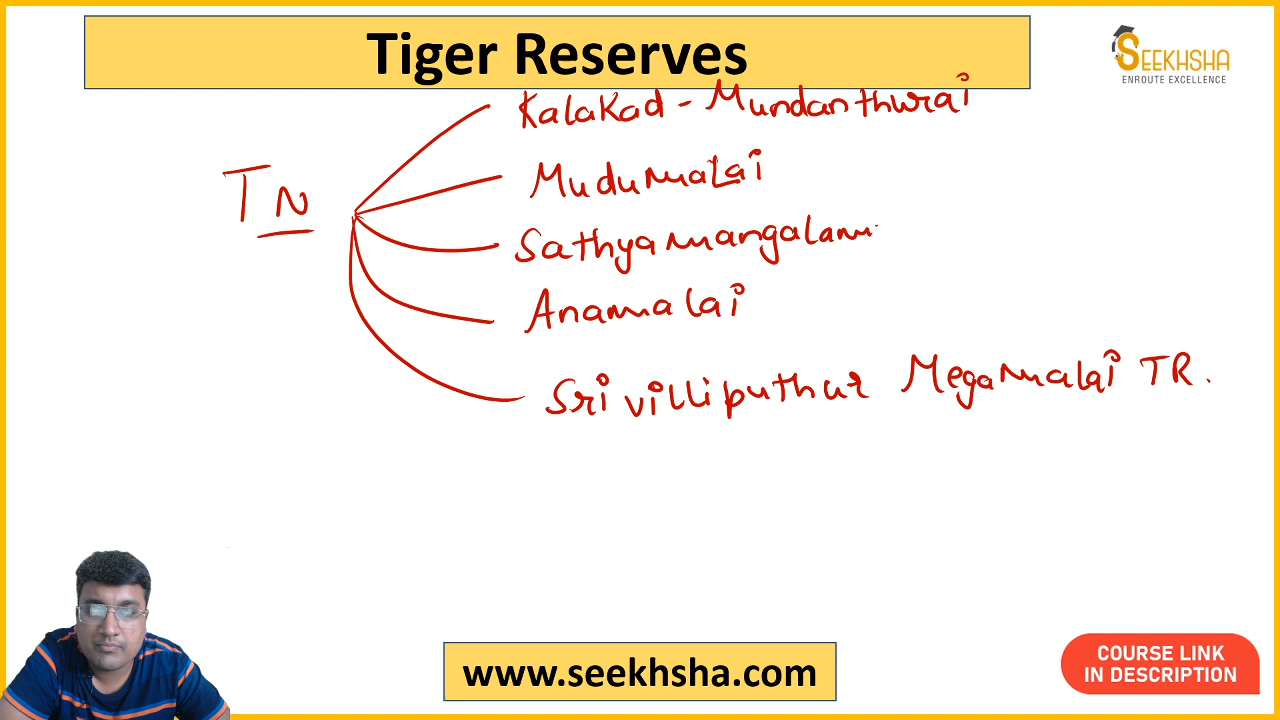 Tiger Reserves
SEEKHSHA
ENROUTE EXCELLENCE
TN
Kalakad - Mundanthurai
Mudumalai
Sathyamangalam.
Anamalai
Srivilliputhur Megamalai TR.
www.seekhsha.com
COURSE LINK
IN DESCRIPTION